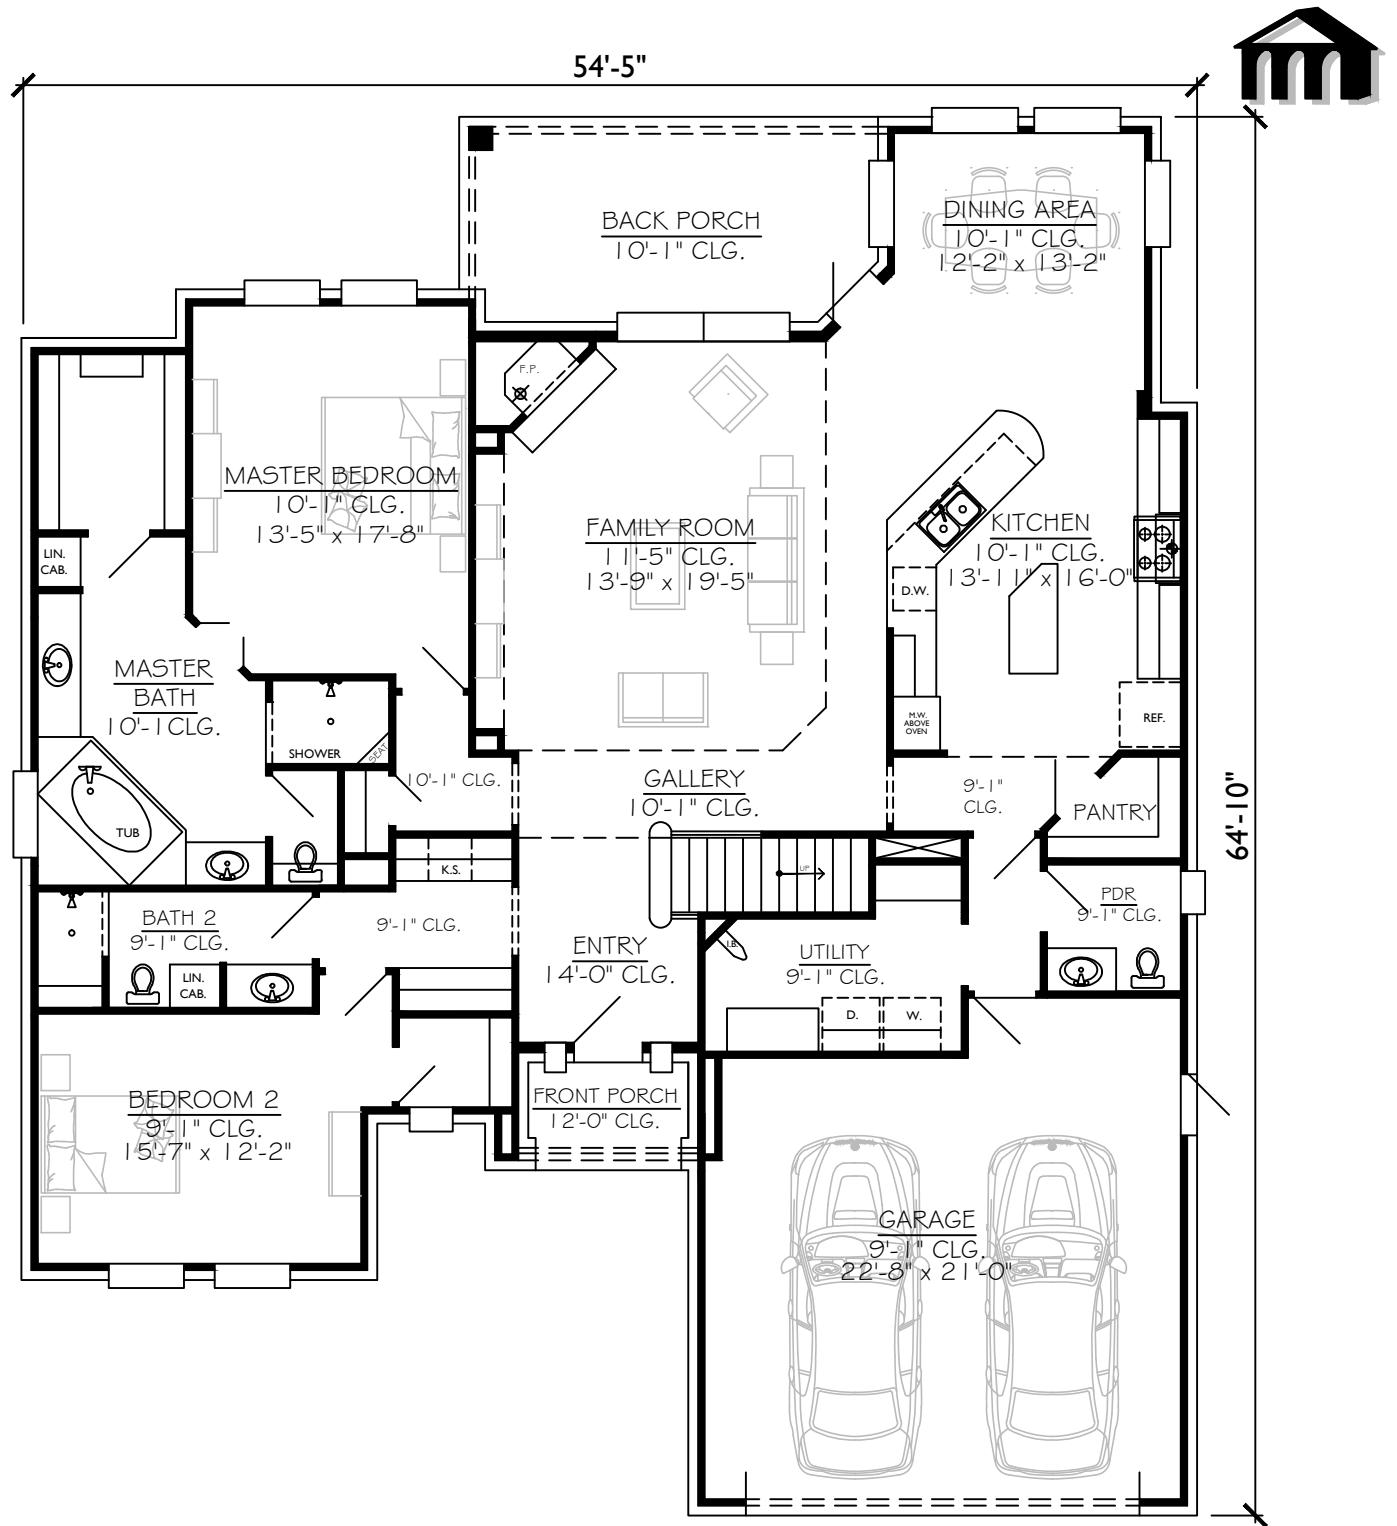 54'-5"
BACK PORCH
10'-1" CLG.
DINING AREA
10'-1" CLG.
12'-2" x 13'-2"
F.P.
MASTER BEDROOM
10'-1" CLG.
13'-5" x 17'-8"
FAMILY ROOM
11'-5" CLG.
13'-9" x 19'-5"
KITCHEN
10'-1" CLG.
13'-11" x 16'-0"
LIN.
CAB.
D.W.
MASTER
BATH
10'-1 CLG.
M.W.
ABOVE
OVEN
REF.
SHOWER
SEAT
10'-1" CLG.
GALLERY
10'-1" CLG.
9'-1"
CLG.
PANTRY
64'-10"
TUB
K.S.
UP
BATH 2
9'-1" CLG.
9'-1" CLG.
PDR
9'-1" CLG.
ENTRY
14'-0" CLG.
I.B.
UTILITY
9'-1" CLG.
LIN.
CAB.
D.
W.
BEDROOM 2
9'-1" CLG.
15'-7" x 12'-2"
FRONT PORCH
12'-0" CLG.
GARAGE
9'-1" CLG.
22'-8" x 21'-0"